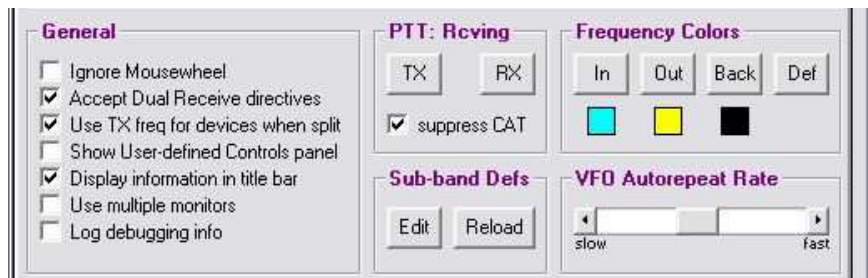 General
Ignore Mousewheel
Accept Dual Receive directives
Use TX freq for devices when split
Show User-defined Controls panel
Display information in title bar
Use multiple monitors
Log debugging info
PTT: Rcving
TX RX
suppress CAT
Sub-band Defs
Edit Reload
Frequency Colors
In Out Back Def
VFO Autorepeat Rate
slow fast